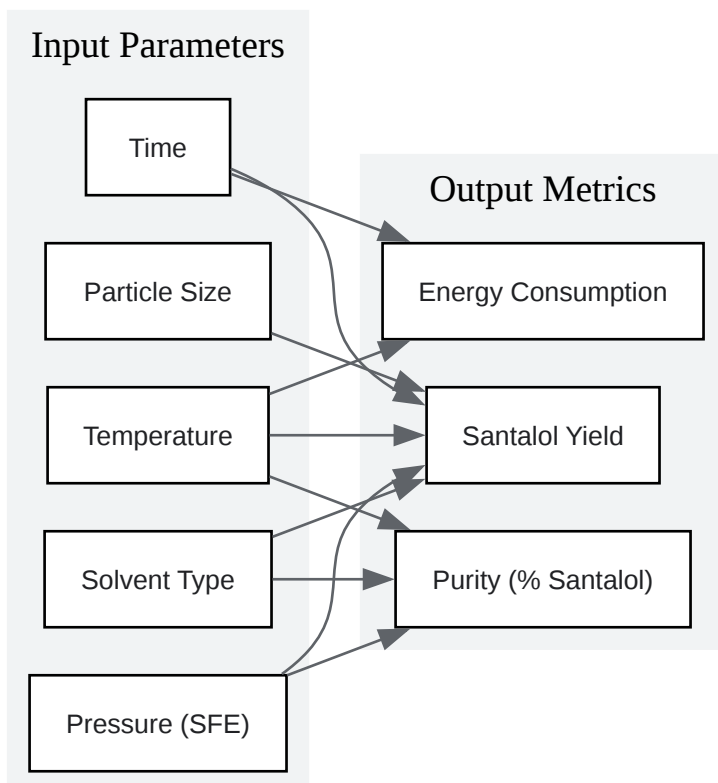 Input Parameters
Time
Particle Size
Temperature
Solvent Type
Pressure (SFE)
Output Metrics
Energy Consumption
Santalol Yield
Purity (% Santalol)